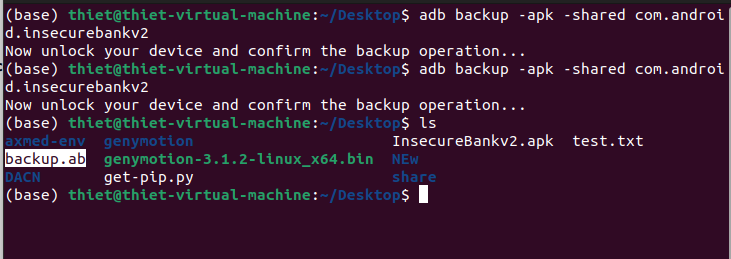 (base) thiet@thiet-virtual-machine:~/Desktop$ adb backup -apk -shared com.androi
d.insecurebankv2
Now unlock your device and confirm the backup operation...
(base) thiet@thiet-virtual-machine:~/Desktop$ adb backup -apk -shared com.androi
d.insecurebankv2
Now unlock your device and confirm the backup operation...
(base) thiet@thiet-virtual-machine:~/Desktop$ ls
axmed-env genymotion InsecureBankv2.apk test.txt
backup.ab genymotion-3.1.2-linux_x64.bin NEw
DACN get-pip.py share
(base) thiet@thiet-virtual-machine:~/Desktop$